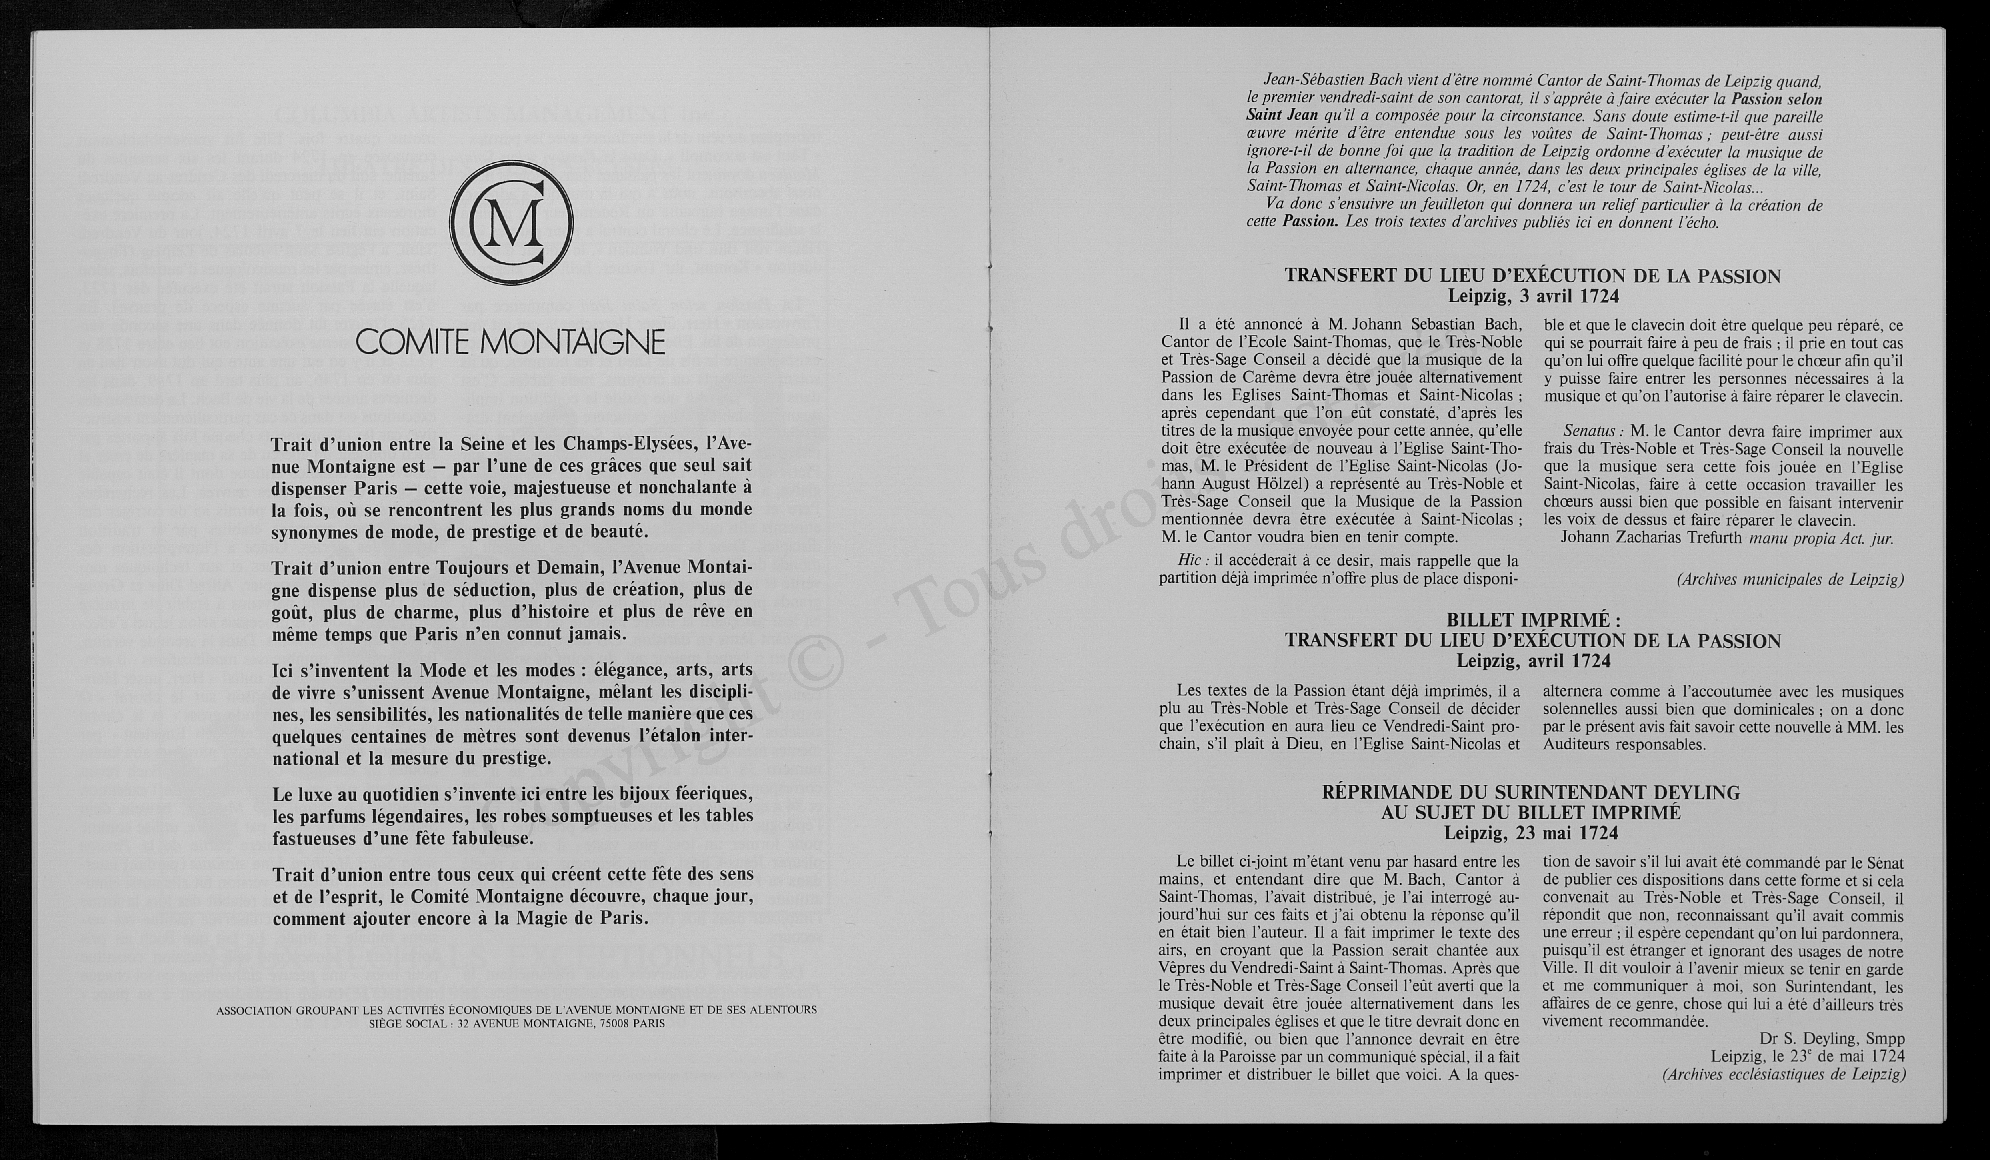 CM
COMITE MONTAIGNE
Trait d'union entre la Seine et les Champs-Elysées, l'Ave-
nue Montaigne est – par l'une de ces grâces que seul sait
dispenser Paris – cette voie, majestueuse et nonchalante à
la fois, où se rencontrent les plus grands noms du monde
synonymes de mode, de prestige et de beauté.
Trait d'union entre Toujours et Demain, l'Avenue Montai-
gne dispense plus de séduction, plus de création, plus de
goût, plus de charme, plus d'histoire et plus de rêve en
même temps que Paris n'en connut jamais.
Ici s'inventent la Mode et les modes : élégance, arts, arts
de vivre s'unissent Avenue Montaigne, mêlant les discipli-
nes, les sensibilités, les nationalités de telle manière que ces
quelques centaines de mètres sont devenus l'étalon inter-
national et la mesure du prestige.
Le luxe au quotidien s'invente ici entre les bijoux féeriques,
les parfums légendaires, les robes somptueuses et les tables
fastueuses d'une fête fabuleuse.
Trait d'union entre tous ceux qui créent cette fête des sens
et de l'esprit, le Comité Montaigne découvre, chaque jour,
comment ajouter encore à la Magie de Paris.
ASSOCIATION GROUPANT LES ACTIVITÉS ÉCONOMIQUES DE L'AVENUE MONTAIGNE ET DE SES ALENTOURS
SIÈGE SOCIAL : 32 AVENUE MONTAIGNE, 75008 PARIS
Copyright © - Tous droits
Jean-Sébastien Bach vient d'être nommé Cantor de Saint-Thomas de Leipzig quand,
le premier vendredi-saint de son cantorat, il s'apprête à faire exécuter la Passion selon
Saint Jean qu'il a composée pour la circonstance. Sans doute estime-t-il que pareille
œuvre mérite d'être entendue sous les voûtes de Saint-Thomas ; peut-être aussi
ignore-t-il de bonne foi que la tradition de Leipzig ordonne d'exécuter la musique de
la Passion en alternance, chaque année, dans les deux principales églises de la ville,
Saint-Thomas et Saint-Nicolas. Or, en 1724, c'est le tour de Saint-Nicolas...
Va donc s'ensuivre un feuilleton qui donnera un relief particulier à la création de
cette Passion. Les trois textes d'archives publiés ici en donnent l'écho.
TRANSFERT DU LIEU D'EXÉCUTION DE LA PASSION
Leipzig, 3 avril 1724
Il a été annoncé à M. Johann Sebastian Bach,
Cantor de l'Ecole Saint-Thomas, que le Très-Noble
et Très-Sage Conseil a décidé que la musique de la
Passion de Carême devra être jouée alternativement
dans les Eglises Saint-Thomas et Saint-Nicolas ;
après cependant que l'on eût constaté, d'après les
titres de la musique envoyée pour cette année, qu'elle
doit être exécutée de nouveau à l'Eglise Saint-Tho-
mas, M. le Président de l'Eglise Saint-Nicolas (Jo-
hann August Hölzel) a représenté au Très-Noble et
Très-Sage Conseil que la Musique de la Passion
mentionnée devra être exécutée à Saint-Nicolas ;
M. le Cantor voudra bien en tenir compte.
Hic : il accéderait à ce desir, mais rappelle que la
partition déjà imprimée n'offre plus de place disponi-
ble et que le clavecin doit être quelque peu réparé, ce
qui se pourrait faire à peu de frais ; il prie en tout cas
qu'on lui offre quelque facilité pour le chœur afin qu'il
y puisse faire entrer les personnes nécessaires à la
musique et qu'on l'autorise à faire réparer le clavecin.
Senatus : M. le Cantor devra faire imprimer aux
frais du Très-Noble et Très-Sage Conseil la nouvelle
que la musique sera cette fois jouée en l'Eglise
Saint-Nicolas, faire à cette occasion travailler les
chœurs aussi bien que possible en faisant intervenir
les voix de dessus et faire réparer le clavecin.
Johann Zacharias Trefurth manu propia Act. jur.
(Archives municipales de Leipzig)
BILLET IMPRIMÉ :
TRANSFERT DU LIEU D'EXÉCUTION DE LA PASSION
Leipzig, avril 1724
Les textes de la Passion étant déjà imprimés, il a
plu au Très-Noble et Très-Sage Conseil de décider
que l'exécution en aura lieu ce Vendredi-Saint pro-
chain, s'il plait à Dieu, en l'Eglise Saint-Nicolas et
alternera comme à l'accoutumée avec les musiques
solennelles aussi bien que dominicales ; on a donc
par le présent avis fait savoir cette nouvelle à MM. les
Auditeurs responsables.
RÉPRIMANDE DU SURINTENDANT DEYLING
AU SUJET DU BILLET IMPRIMÉ
Leipzig, 23 mai 1724
Le billet ci-joint m'étant venu par hasard entre les
mains, et entendant dire que M. Bach, Cantor à
Saint-Thomas, l'avait distribué, je l'ai interrogé au-
jourd'hui sur ces faits et j'ai obtenu la réponse qu'il
en était bien l'auteur. Il a fait imprimer le texte des
airs, en croyant que la Passion serait chantée aux
Vêpres du Vendredi-Saint à Saint-Thomas. Après que
le Très-Noble et Très-Sage Conseil l'eût averti que la
musique devait être jouée alternativement dans les
deux principales églises et que le titre devrait donc en
être modifié, ou bien que l'annonce devrait en être
faite à la Paroisse par un communiqué spécial, il a fait
imprimer et distribuer le billet que voici. A la ques-
tion de savoir s'il lui avait été commandé par le Sénat
de publier ces dispositions dans cette forme et si cela
convenait au Très-Noble et Très-Sage Conseil, il
répondit que non, reconnaissant qu'il avait commis
une erreur ; il espère cependant qu'on lui pardonnera,
puisqu'il est étranger et ignorant des usages de notre
Ville. Il dit vouloir à l'avenir mieux se tenir en garde
et me communiquer à moi, son Surintendant, les
affaires de ce genre, chose qui lui a été d'ailleurs très
vivement recommandée.
Dr S. Deyling, Smpp
Leipzig, le 23e de mai 1724
(Archives ecclésiastiques de Leipzig)